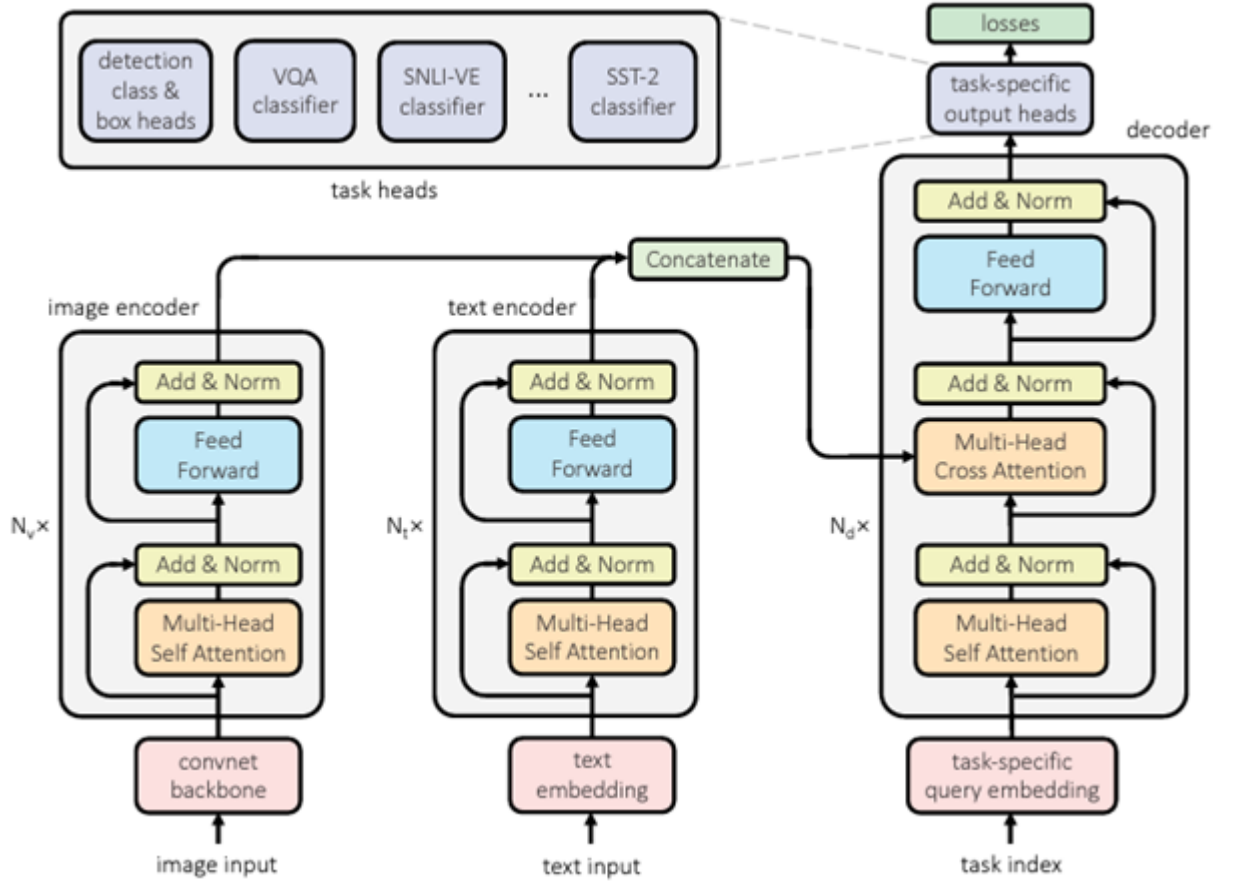 detection
class &
box heads
VQA
classifier
SNLI-VE
classifier
...
SST-2
classifier
task heads
losses
task-specific
output heads
decoder
Add & Norm
Feed
Forward
Add & Norm
Multi-Head
Cross Attention
Add & Norm
Multi-Head
Self Attention
N_d×
task-specific
query embedding
task index
Concatenate
image encoder
Add & Norm
Feed
Forward
Add & Norm
Multi-Head
Self Attention
N_v×
convnet
backbone
image input
text encoder
Add & Norm
Feed
Forward
Add & Norm
Multi-Head
Self Attention
N_t×
text
embedding
text input